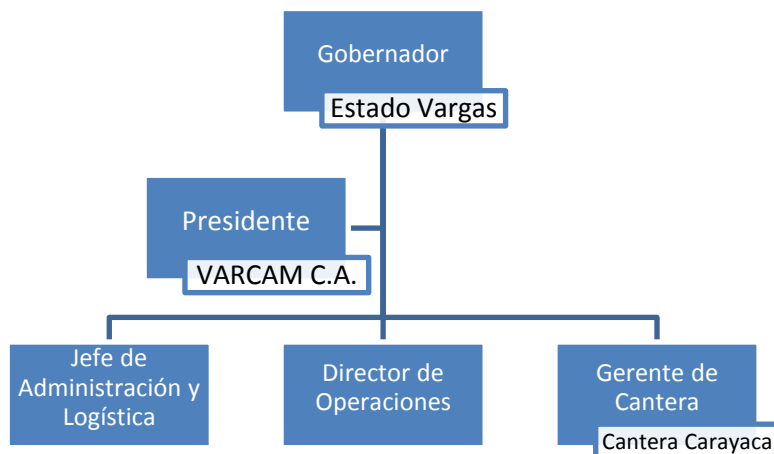 Gobernador
Estado Vargas
Presidente
VARCAM C.A.
Jefe de
Administración y
Logística
Director de
Operaciones
Gerente de
Cantera
Cantera Carayaca